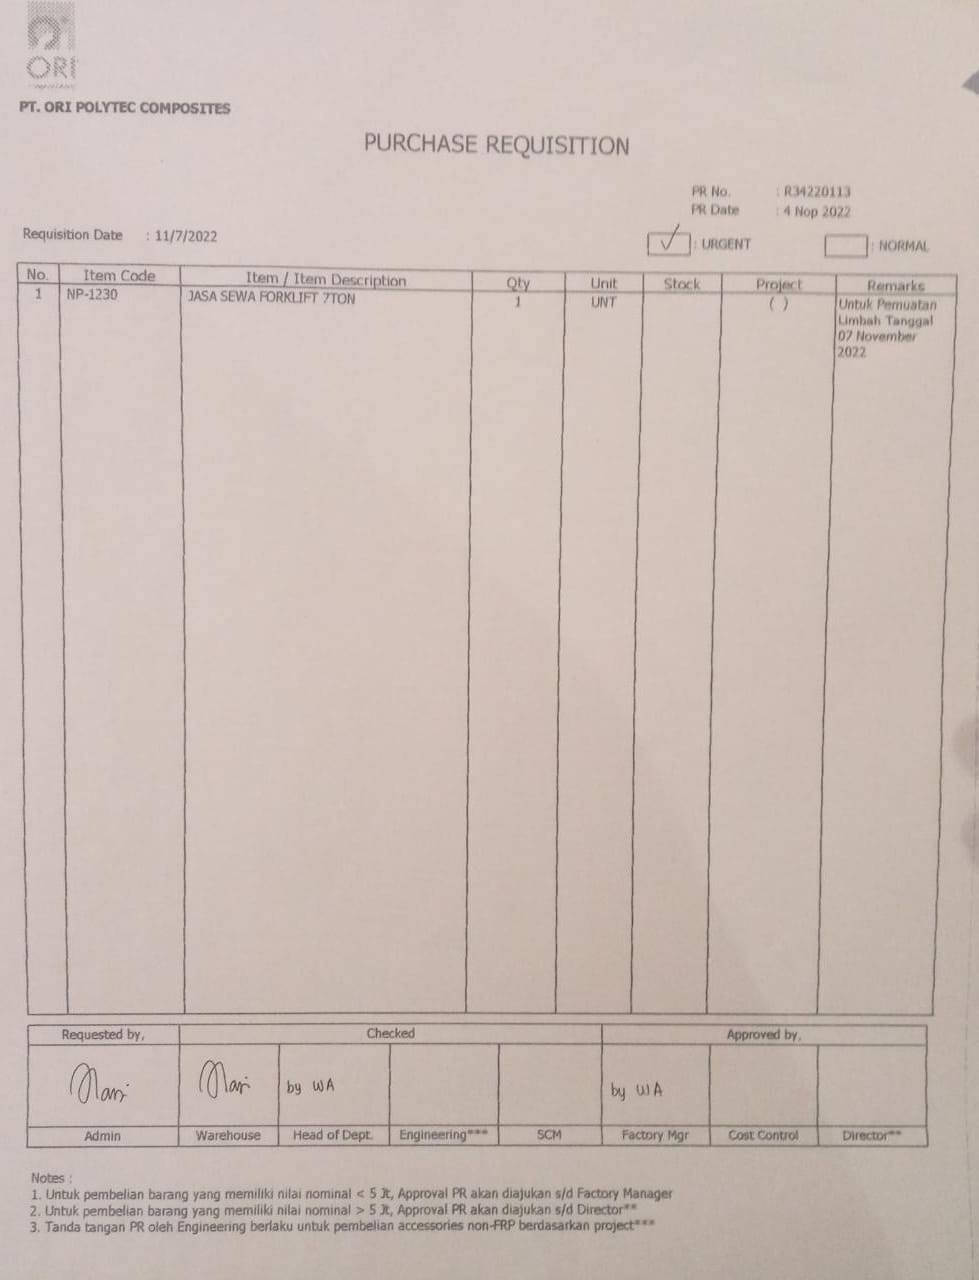 ORI
PT. ORI POLYTEC COMPOSITES
PURCHASE REQUISITION
PR No. : R34220113
PR Date : 4 Nop 2022
Requisition Date : 11/7/2022
✓ : URGENT : NORMAL
No. Item Code Item / Item Description Qty Unit Stock Project Remarks
1 NP-1230 JASA SEWA FORKLIFT 7TON 1 UNT ( ) Untuk Pemuatan
Limbah Tanggal
07 November
2022
Requested by, Checked Approved by,
Nari Nari by WA by WA
Admin Warehouse Head of Dept. Engineering*** SCM Factory Mgr Cost Control Director**
Notes :
1. Untuk pembelian barang yang memiliki nilai nominal < 5 Jt, Approval PR akan diajukan s/d Factory Manager
2. Untuk pembelian barang yang memiliki nilai nominal > 5 Jt, Approval PR akan diajukan s/d Director**
3. Tanda tangan PR oleh Engineering berlaku untuk pembelian accessories non-FRP berdasarkan project***